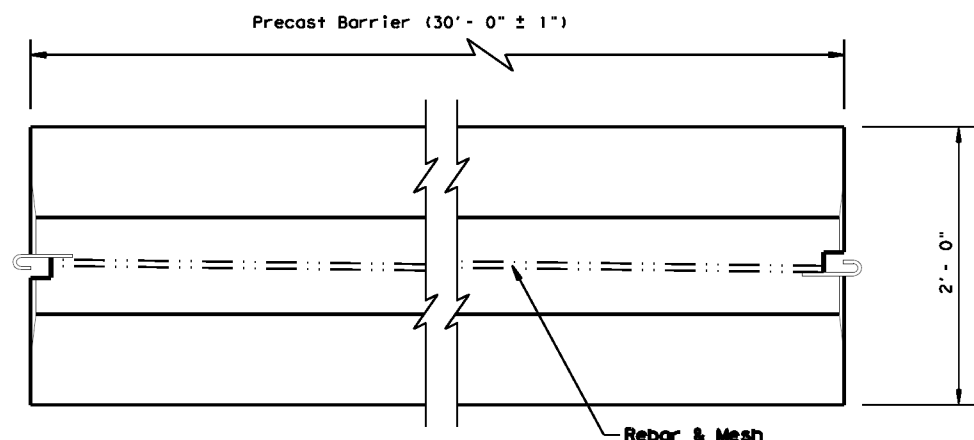 Precast Barrier (30'- 0" ± 1")
2'- 0"
Rebar & Mesh